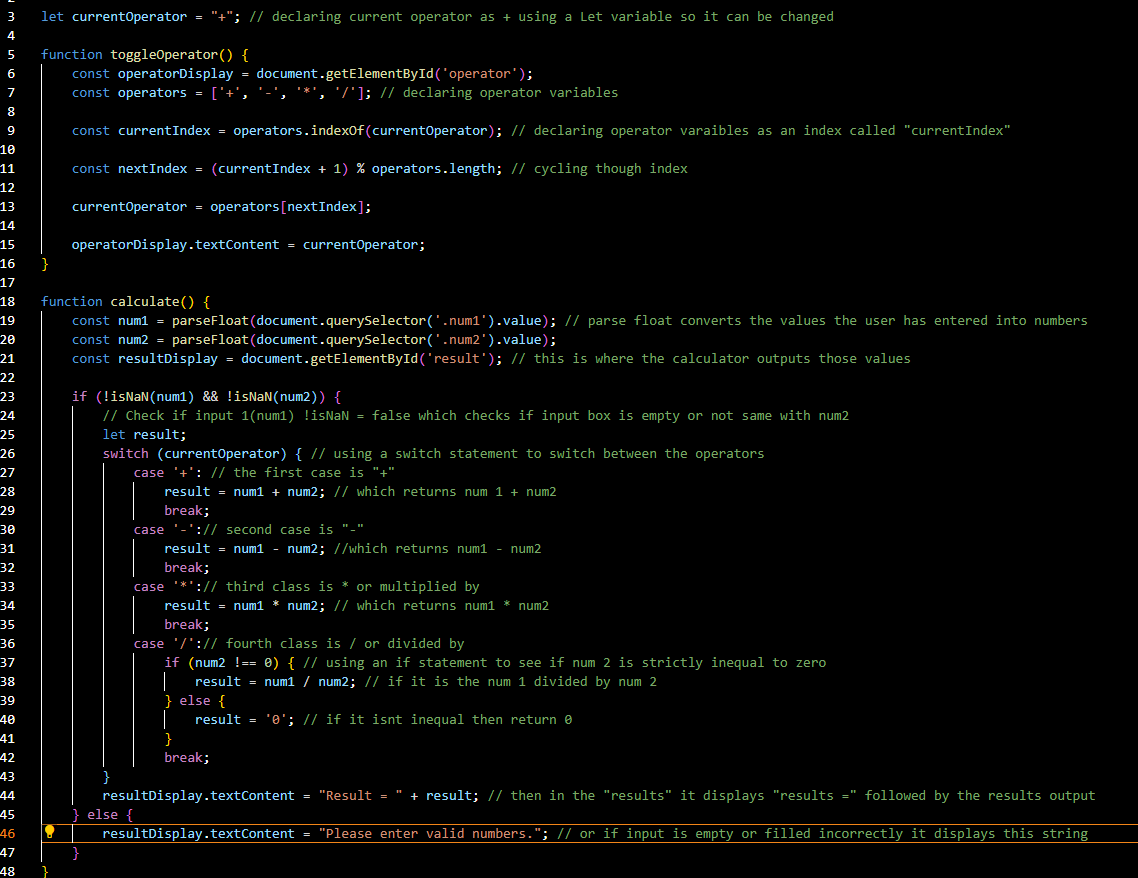 3 let currentOperator = "+"; // declaring current operator as + using a Let variable so it can be changed
4
5 function toggleOperator() {
6 const operatorDisplay = document.getElementById('operator');
7 const operators = ['+', '-', '*', '/']; // declaring operator variables
8
9 const currentIndex = operators.indexOf(currentOperator); // declaring operator varaibles as an index called "currentIndex"
10
11 const nextIndex = (currentIndex + 1) % operators.length; // cycling though index
12
13 currentOperator = operators[nextIndex];
14
15 operatorDisplay.textContent = currentOperator;
16 }
17
18 function calculate() {
19 const num1 = parseFloat(document.querySelector('.num1').value); // parse float converts the values the user has entered into numbers
20 const num2 = parseFloat(document.querySelector('.num2').value);
21 const resultDisplay = document.getElementById('result'); // this is where the calculator outputs those values
22
23 if (!isNaN(num1) && !isNaN(num2)) {
24 // Check if input 1(num1) !isNaN = false which checks if input box is empty or not same with num2
25 let result;
26 switch (currentOperator) { // using a switch statement to switch between the operators
27 case '+': // the first case is "+"
28 result = num1 + num2; // which returns num 1 + num2
29 break;
30 case '-':// second case is "-"
31 result = num1 - num2; //which returns num1 - num2
32 break;
33 case '*':// third class is * or multiplied by
34 result = num1 * num2; // which returns num1 * num2
35 break;
36 case '/':// fourth class is / or divided by
37 if (num2 !== 0) { // using an if statement to see if num 2 is strictly inequal to zero
38 result = num1 / num2; // if it is the num 1 divided by num 2
39 } else {
40 result = '0'; // if it isnt inequal then return 0
41 }
42 break;
43 }
44 resultDisplay.textContent = "Result = " + result; // then in the "results" it displays "results =" followed by the results output
45 } else {
46 resultDisplay.textContent = "Please enter valid numbers."; // or if input is empty or filled incorrectly it displays this string
47 }
48 }